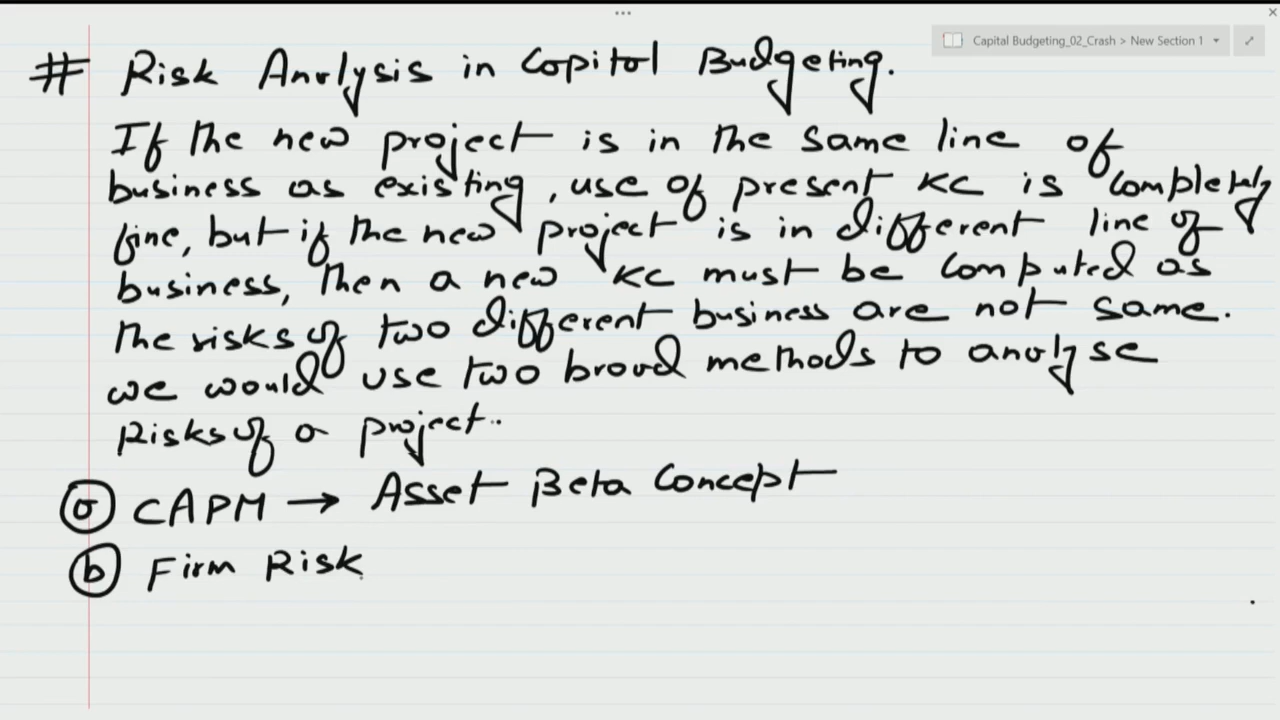 Capital Budgeting_02_Crash > New Section 1
# Risk Analysis in Capital Budgeting.
If the new project is in the same line of
business as existing, use of present KC is completely
fine, but if the new project is in different line of
business, then a new KC must be computed as
the risks of two different business are not same.
we would use two broad methods to analyse
Risks of a project..
(a) CAPM → Asset Beta Concept
(b) Firm Risk